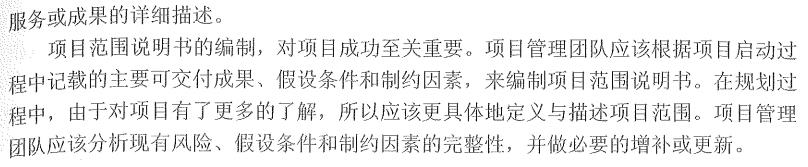 服务或成果的详细描述。
项目范围说明书的编制，对项目成功至关重要。项目管理团队应该根据项目启动过
程中记载的主要可交付成果、假设条件和制约因素，来编制项目范围说明书。在规划过
程中，由于对项目有了更多的了解，所以应该更具体地定义与描述项目范围。项目管理
团队应该分析现有风险、假设条件和制约因素的完整性，并做必要的增补或更新。